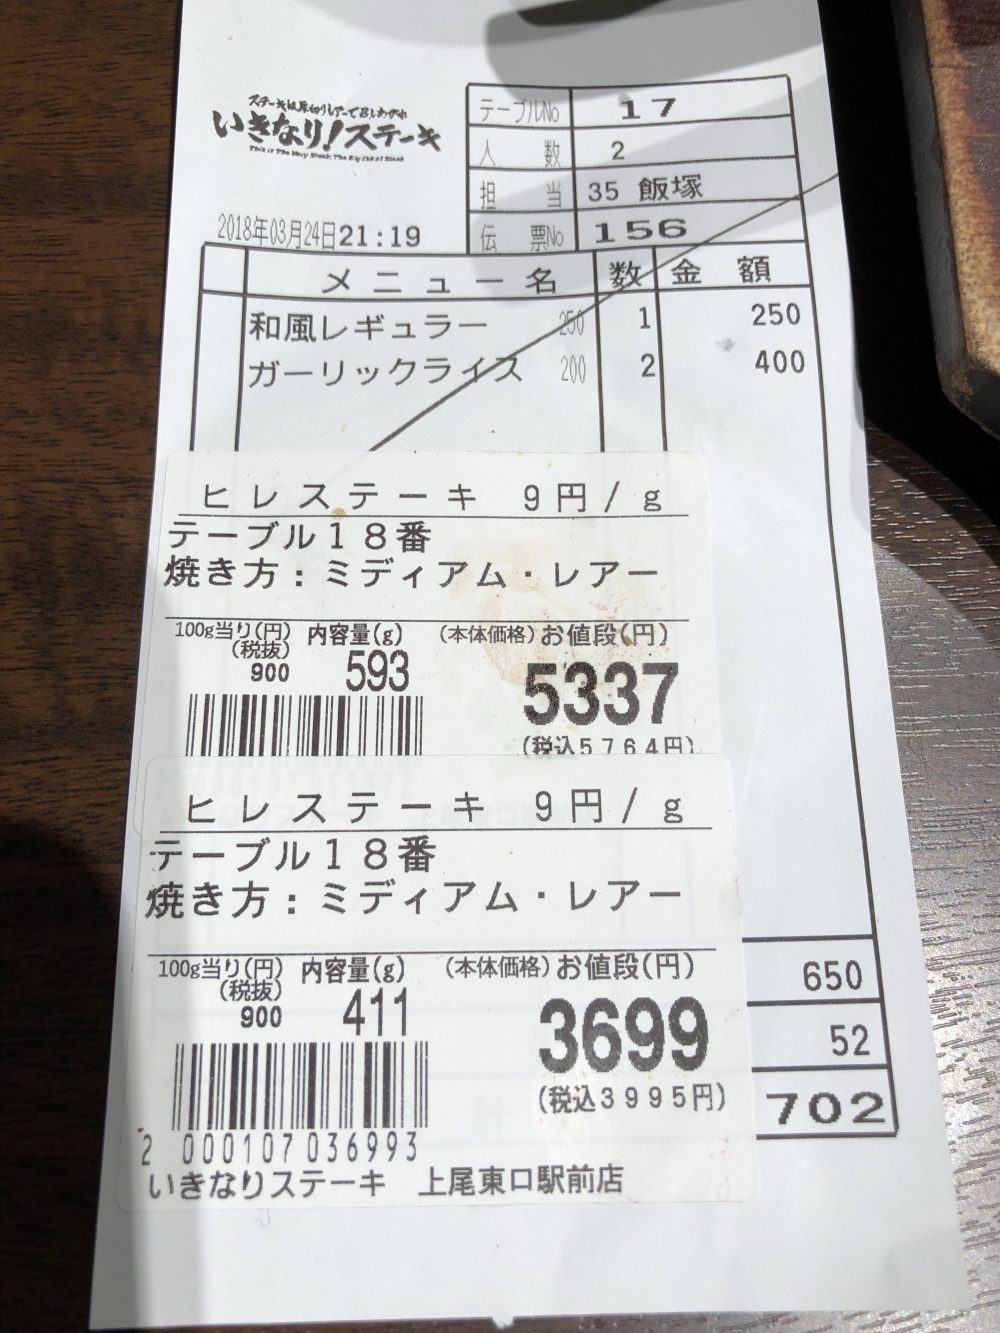 ステーキは厚切りレアーで召しあがれ
いきなり!ステーキ
テーブルNo 17
人数 2
担当 35 飯塚
伝票No 156
2018年03月24日21:19
メニュー名 数 金額
和風レギュラー 250 1 250
ガーリックライス 200 2 400
ヒレステーキ 9円/g
テーブル18番
焼き方:ミディアム・レアー
100g当り(円) 内容量(g) (本体価格) お値段(円)
(税抜)
900 593 5337
(税込5764円)
ヒレステーキ 9円/g
テーブル18番
焼き方:ミディアム・レアー
100g当り(円) 内容量(g) (本体価格) お値段(円)
(税抜)
900 411 3699
(税込3995円)
2 000107 036993
いきなりステーキ 上尾東口駅前店
650
52
702